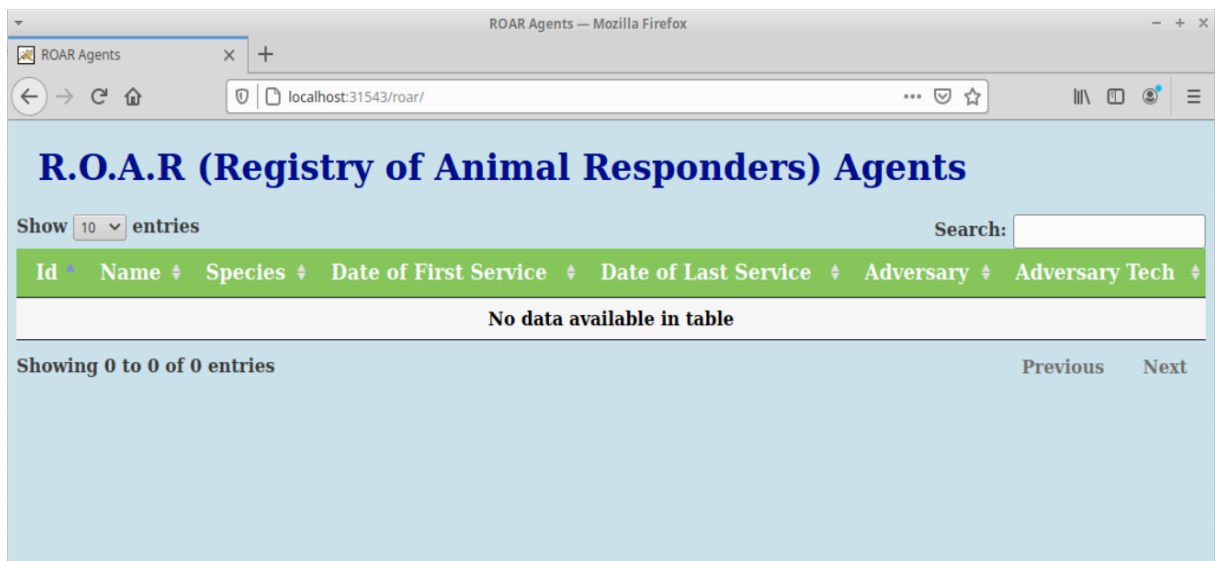 ROAR Agents — Mozilla Firefox
ROAR Agents
localhost:31543/roar/
R.O.A.R (Registry of Animal Responders) Agents
Show 10 entries Search:
Id Name Species Date of First Service Date of Last Service Adversary Adversary Tech
No data available in table
Showing 0 to 0 of 0 entries Previous Next